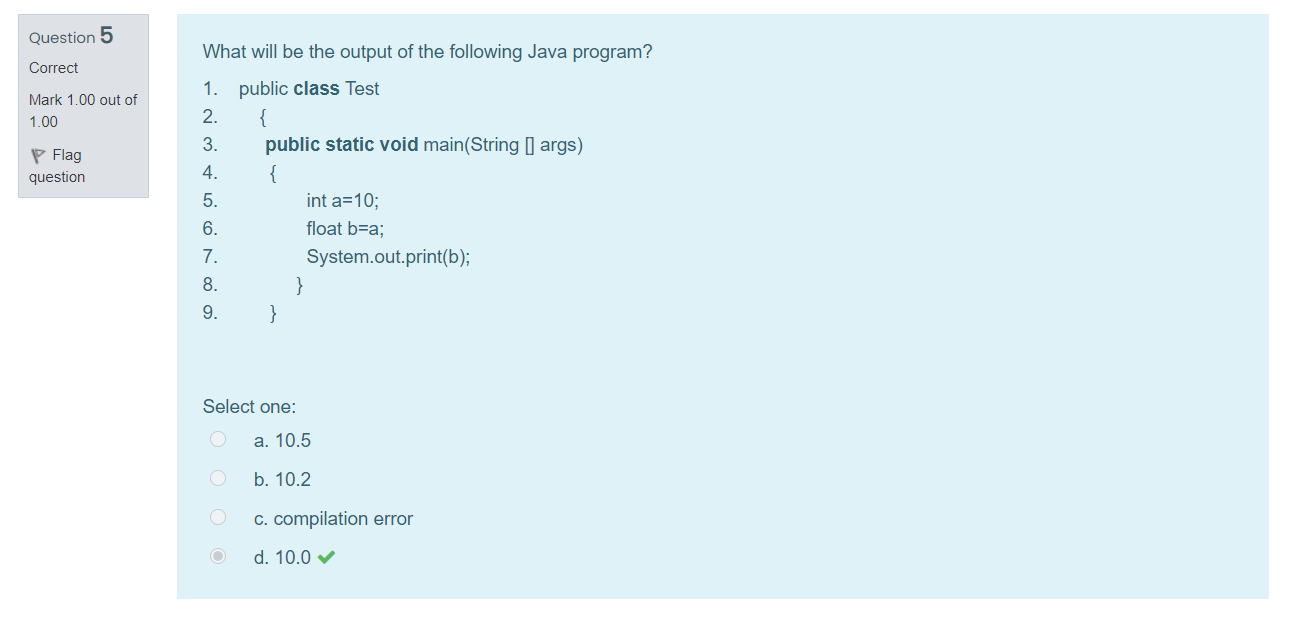 Question 5
Correct
Mark 1.00 out of
1.00
Flag
question
What will be the output of the following Java program?
1. public class Test
2. {
3. public static void main(String [] args)
4. {
5. int a=10;
6. float b=a;
7. System.out.print(b);
8. }
9. }
Select one:
a. 10.5
b. 10.2
c. compilation error
d. 10.0